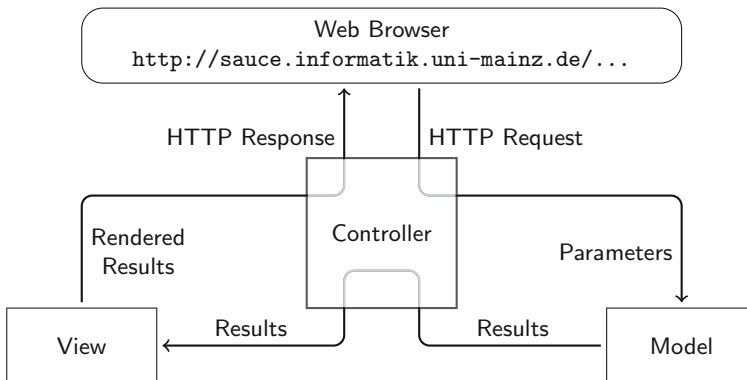 Web Browser
http://sauce.informatik.uni-mainz.de/...
HTTP Response
HTTP Request
Controller
Rendered
Results
Parameters
Results
Results
View
Model